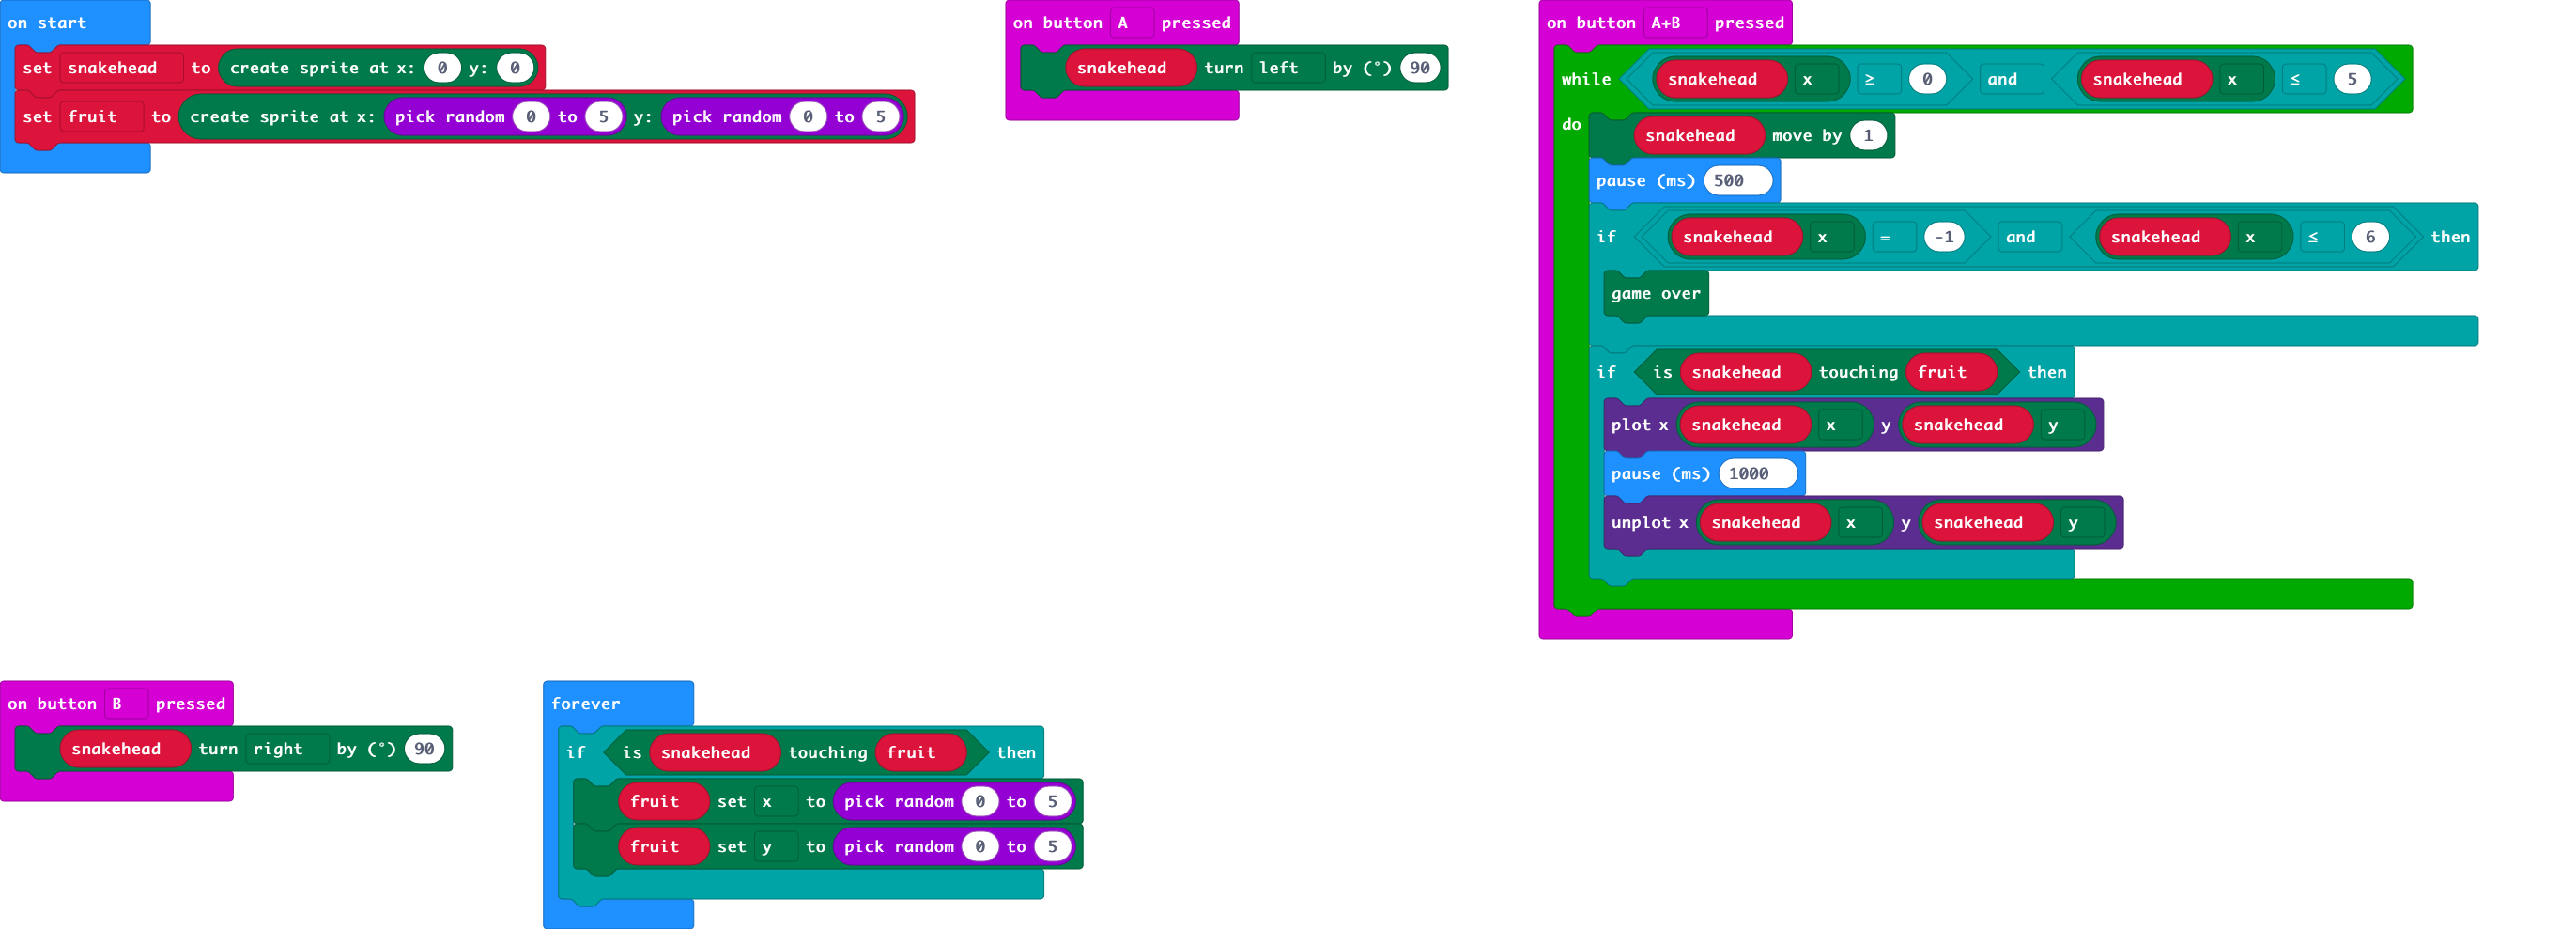 on start
set snakehead to create sprite at x: 0 y: 0
set fruit to create sprite at x: pick random 0 to 5 y: pick random 0 to 5
on button A pressed
snakehead turn left by (°) 90
on button A+B pressed
while snakehead x ≥ 0 and snakehead x ≤ 5
do snakehead move by 1
pause (ms) 500
if snakehead x = -1 and snakehead x ≤ 6 then
game over
if is snakehead touching fruit then
plot x snakehead x y snakehead y
pause (ms) 1000
unplot x snakehead x y snakehead y
on button B pressed
snakehead turn right by (°) 90
forever
if is snakehead touching fruit then
fruit set x to pick random 0 to 5
fruit set y to pick random 0 to 5